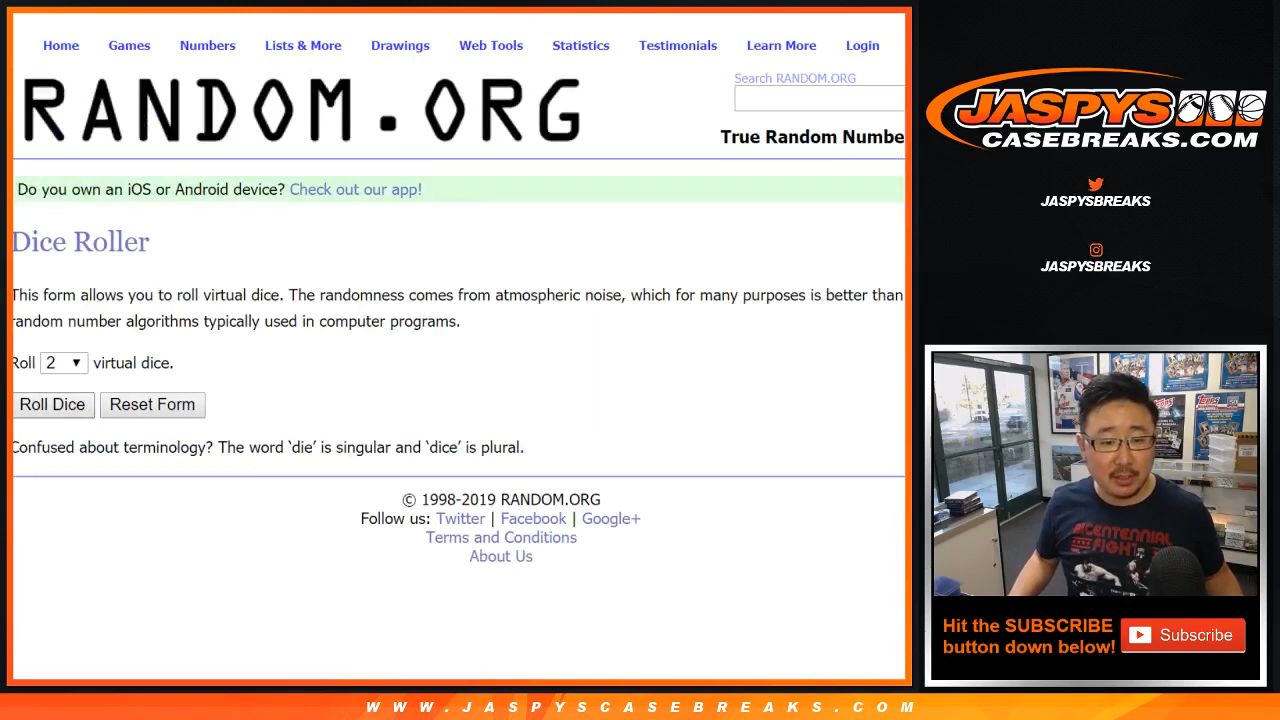 Home Games Numbers Lists & More Drawings Web Tools Statistics Testimonials Learn More Login
RANDOM.ORG
Search RANDOM.ORG
True Random Numbe
Do you own an iOS or Android device? Check out our app!
Dice Roller
This form allows you to roll virtual dice. The randomness comes from atmospheric noise, which for many purposes is better than
random number algorithms typically used in computer programs.
Roll 2 virtual dice.
Roll Dice Reset Form
Confused about terminology? The word ‘die’ is singular and ‘dice’ is plural.
© 1998-2019 RANDOM.ORG
Follow us: Twitter | Facebook | Google+
Terms and Conditions
About Us
JASPYS
CASEBREAKS.COM
JASPYSBREAKS
JASPYSBREAKS
BICENTENNIAL
FIGHT
Hit the SUBSCRIBE
button down below!
Subscribe
WWW.JASPYSCASEBREAKS.COM